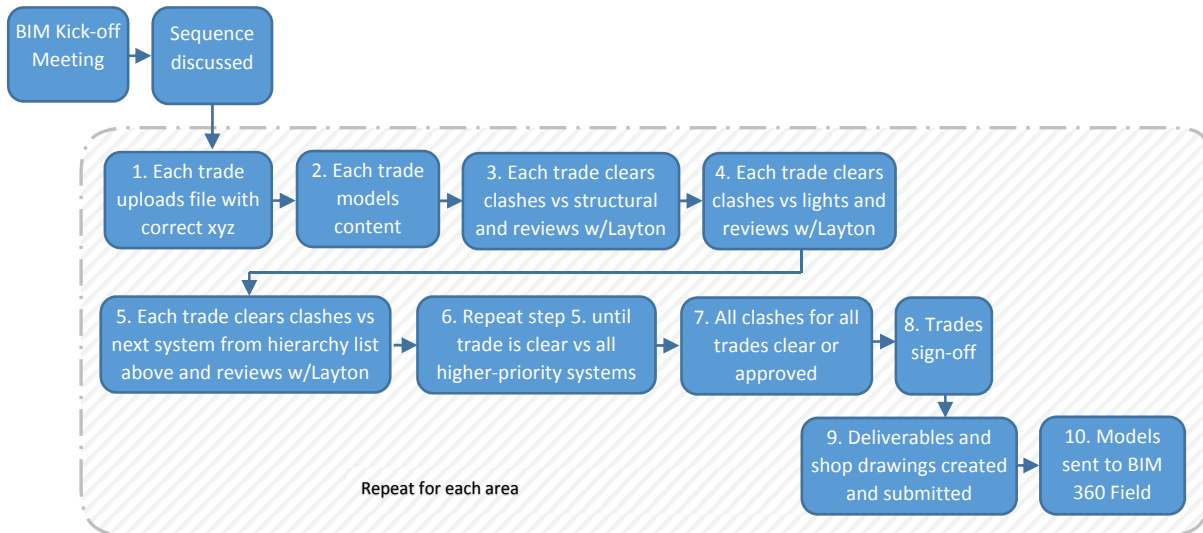 BIM Kick-off
Meeting
Sequence
discussed
1. Each trade
uploads file with
correct xyz
2. Each trade
models
content
3. Each trade clears
clashes vs structural
and reviews w/Layton
4. Each trade clears
clashes vs lights and
reviews w/Layton
5. Each trade clears clashes vs
next system from hierarchy list
above and reviews w/Layton
6. Repeat step 5. until
trade is clear vs all
higher-priority systems
7. All clashes for all
trades clear or
approved
8. Trades
sign-off
9. Deliverables and
shop drawings created
and submitted
10. Models
sent to BIM
360 Field
Repeat for each area